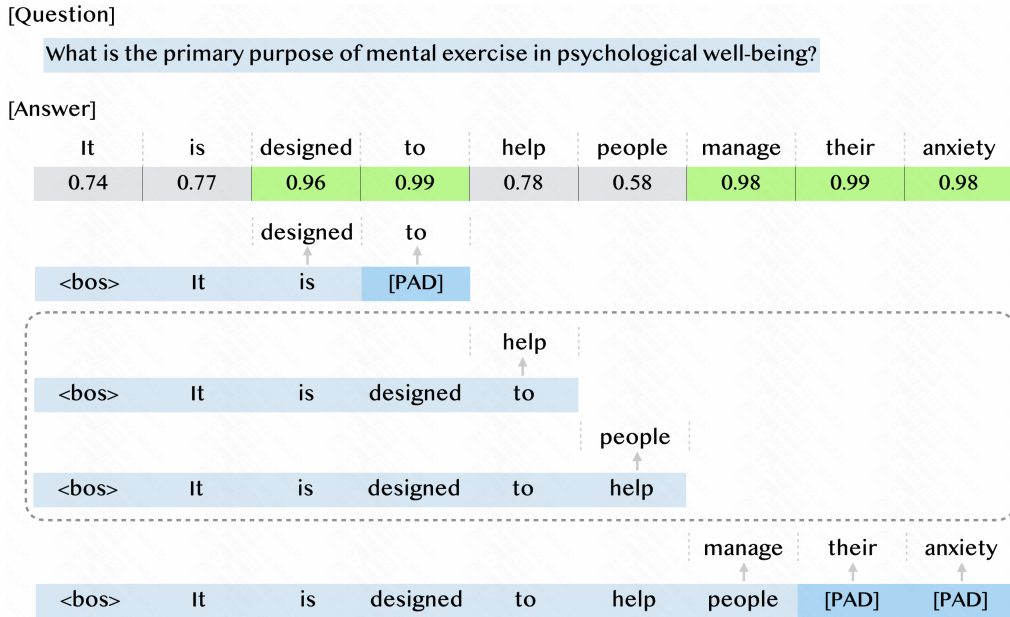 [Question]
What is the primary purpose of mental exercise in psychological well-being?
[Answer]
It is designed to help people manage their anxiety
0.74 0.77 0.96 0.99 0.78 0.58 0.98 0.99 0.98
designed to
<bos> It is [PAD]
help
<bos> It is designed to
people
<bos> It is designed to help
manage their anxiety
<bos> It is designed to help people [PAD] [PAD]